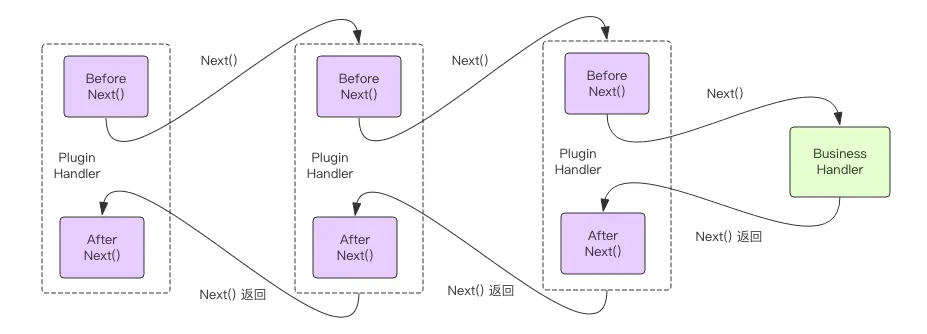 Before
Next()
Plugin
Handler
After
Next()
Next()
Next() 返回
Before
Next()
Plugin
Handler
After
Next()
Next()
Next() 返回
Before
Next()
Plugin
Handler
After
Next()
Next()
Next() 返回
Business
Handler